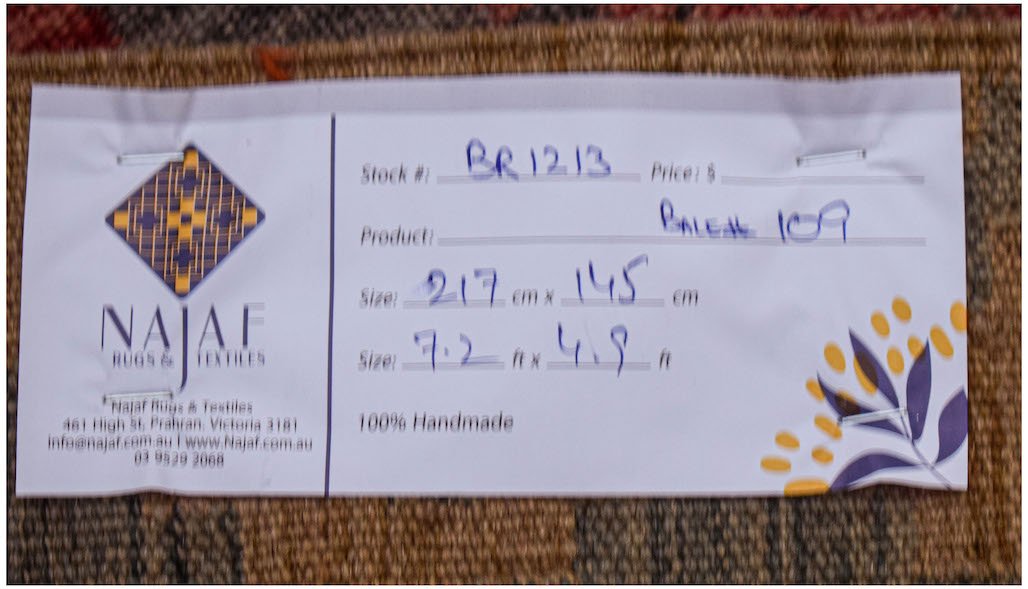 Stock #: BR1213 Price: $
Product: BALE# 109
Size: 217 cm x 145 cm
Size: 7.2 ft x 4.9 ft
100% Handmade
NAJAF
RUGS & TEXTILES
Najaf Rugs & Textiles
461 High St, Prahran, Victoria 3181
info@najaf.com.au | www.Najaf.com.au
03 9529 2068